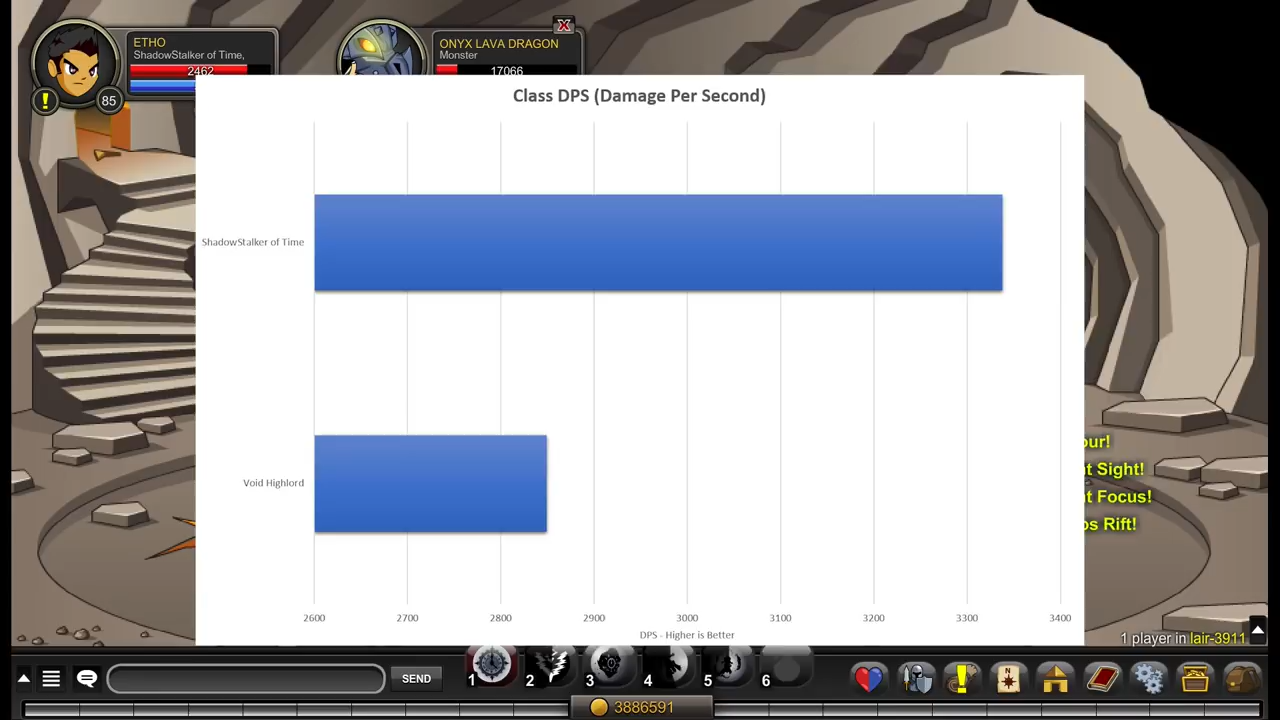 ETHO
ShadowStalker of Time,
2462
85
ONYX LAVA DRAGON
Monster
17066
X
Class DPS (Damage Per Second)
ShadowStalker of Time
Void Highlord
2600 2700 2800 2900 3000 3100 3200 3300 3400
DPS - Higher is Better
our!
t Sight!
t Focus!
os Rift!
1 player in lair-3911
SEND
1 2 3 4 5 6
N
3886591